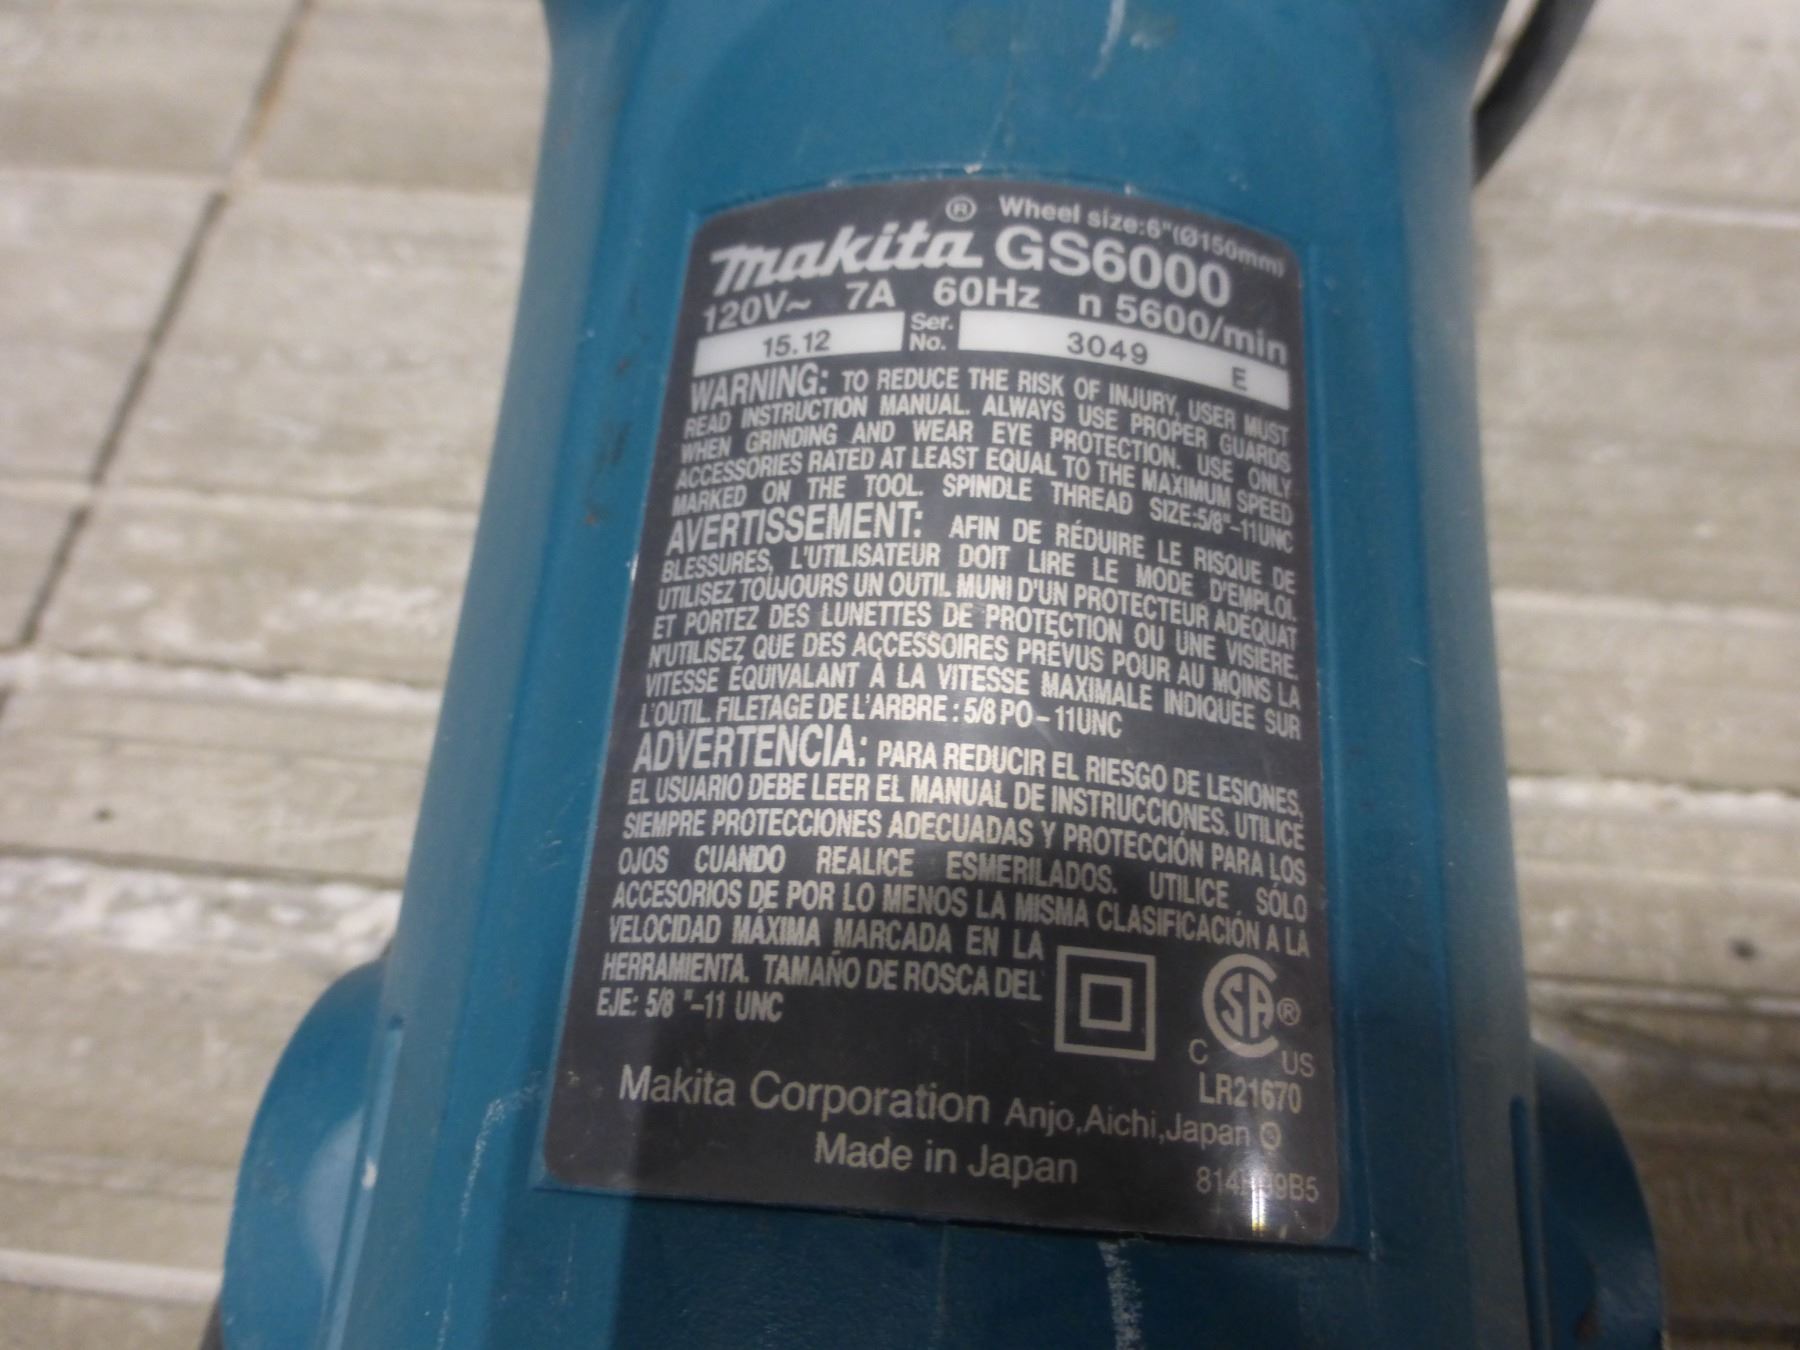 Wheel size:6"(Ø150mm)
makita® GS6000
120V~ 7A 60Hz n 5600/min
15.12 Ser. No. 3049 E
WARNING: TO REDUCE THE RISK OF INJURY, USER MUST
READ INSTRUCTION MANUAL. ALWAYS USE PROPER GUARDS
WHEN GRINDING AND WEAR EYE PROTECTION. USE ONLY
ACCESSORIES RATED AT LEAST EQUAL TO THE MAXIMUM SPEED
MARKED ON THE TOOL. SPINDLE THREAD SIZE:5/8"-11UNC
AVERTISSEMENT: AFIN DE RÉDUIRE LE RISQUE DE
BLESSURES, L'UTILISATEUR DOIT LIRE LE MODE D'EMPLOI.
UTILISEZ TOUJOURS UN OUTIL MUNI D'UN PROTECTEUR ADEQUAT
ET PORTEZ DES LUNETTES DE PROTECTION OU UNE VISIÈRE.
N'UTILISEZ QUE DES ACCESSOIRES PRÉVUS POUR AU MOINS LA
VITESSE ÉQUIVALANT À LA VITESSE MAXIMALE INDIQUÉE SUR
L'OUTIL. FILETAGE DE L'ARBRE : 5/8 PO-11UNC
ADVERTENCIA: PARA REDUCIR EL RIESGO DE LESIONES,
EL USUARIO DEBE LEER EL MANUAL DE INSTRUCCIONES. UTILICE
SIEMPRE PROTECCIONES ADECUADAS Y PROTECCIÓN PARA LOS
OJOS CUANDO REALICE ESMERILADOS. UTILICE SÓLO
ACCESORIOS DE POR LO MENOS LA MISMA CLASIFICACIÓN A LA
VELOCIDAD MÁXIMA MARCADA EN LA
HERRAMIENTA. TAMAÑO DE ROSCA DEL
EJE: 5/8 "-11 UNC
SA®
C US
LR21670
Makita Corporation Anjo,Aichi,Japan
Made in Japan